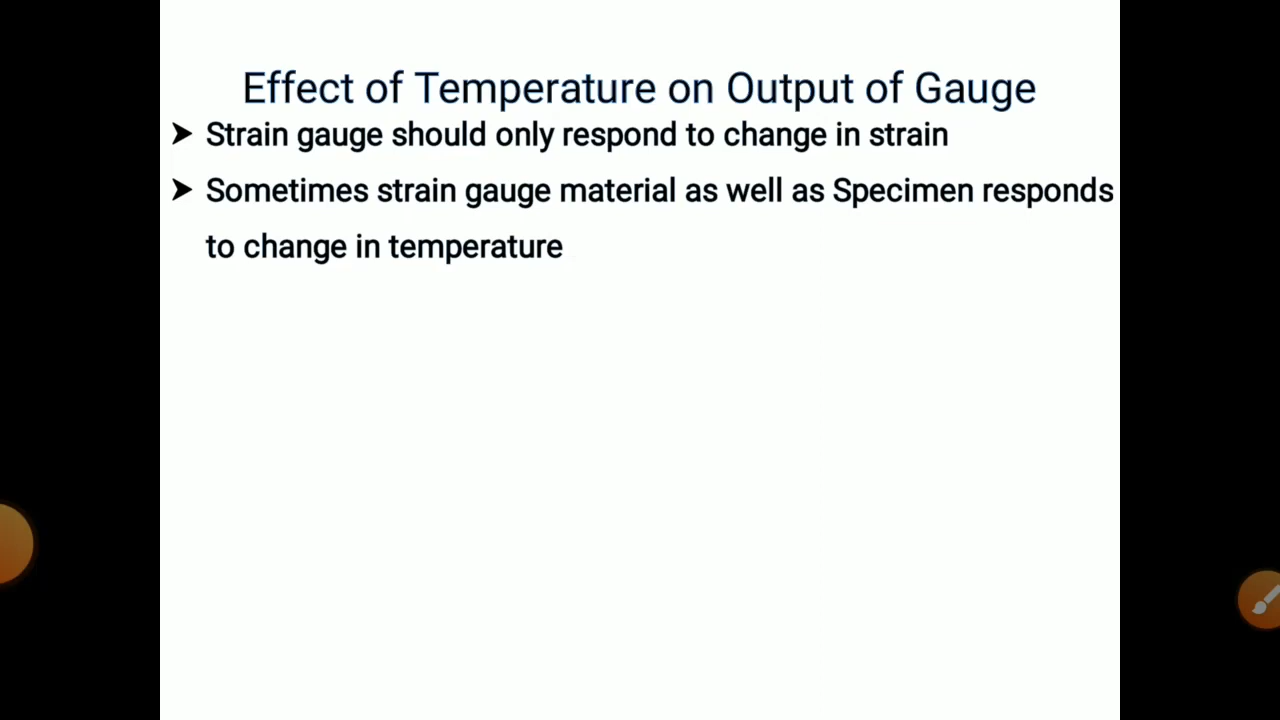 Effect of Temperature on Output of Gauge
➤ Strain gauge should only respond to change in strain
➤ Sometimes strain gauge material as well as Specimen responds
to change in temperature